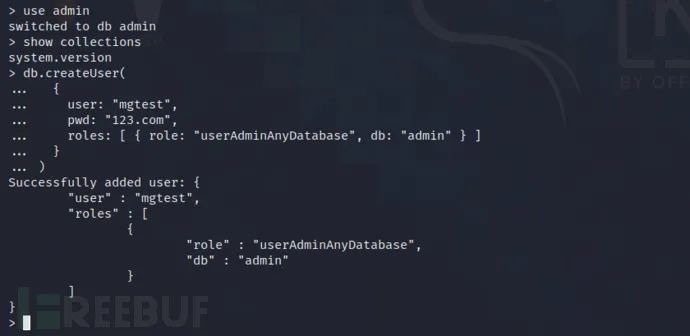 > use admin
switched to db admin
> show collections
system.version
> db.createUser(
...   {
...     user: "mgtest",
...     pwd: "123.com",
...     roles: [ { role: "userAdminAnyDatabase", db: "admin" } ]
...   }
... )
Successfully added user: {
        "user" : "mgtest",
        "roles" : [
                {
                        "role" : "userAdminAnyDatabase",
                        "db" : "admin"
                }
        ]
}
>
BY OFF
REEBUF